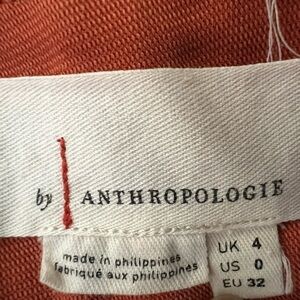 by ANTHROPOLOGIE
made in philippines
fabriqué aux philippines
UK 4
US 0
EU 32